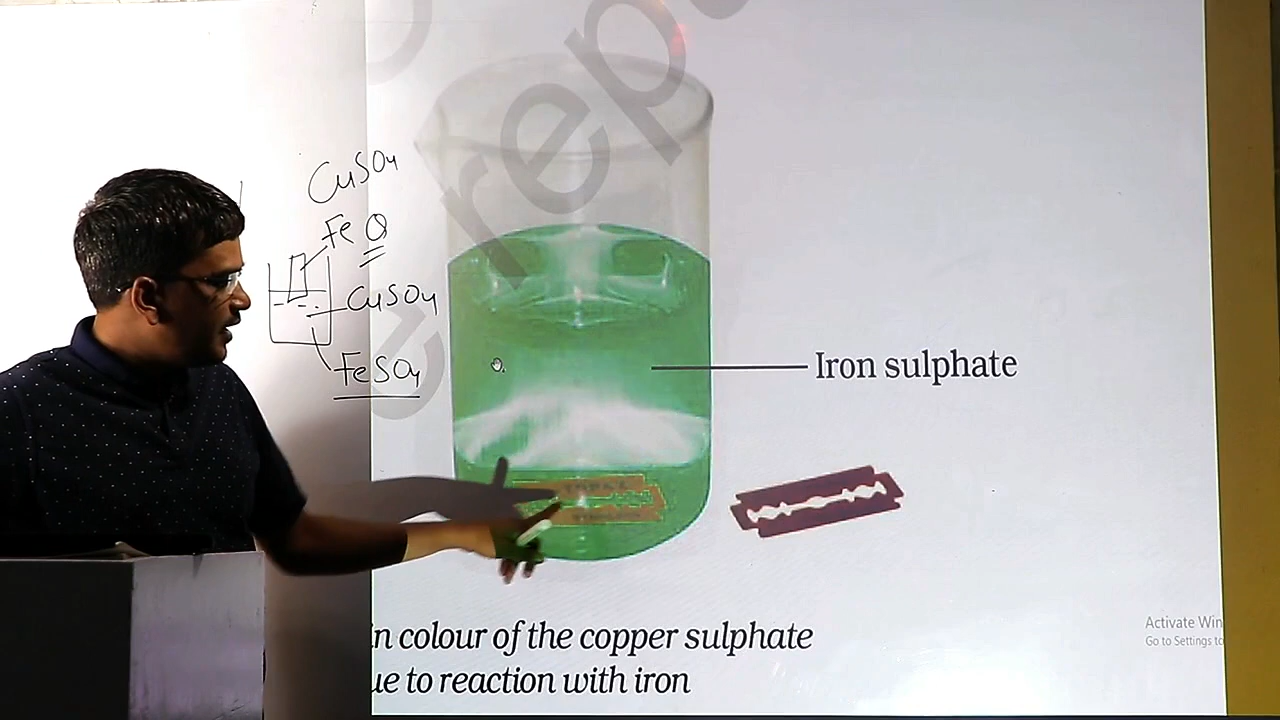 CuSO4
Fe
CuSO4
FeSO4
e repu
Iron sulphate
in colour of the copper sulphate
ue to reaction with iron
Activate Win
Go to Settings to